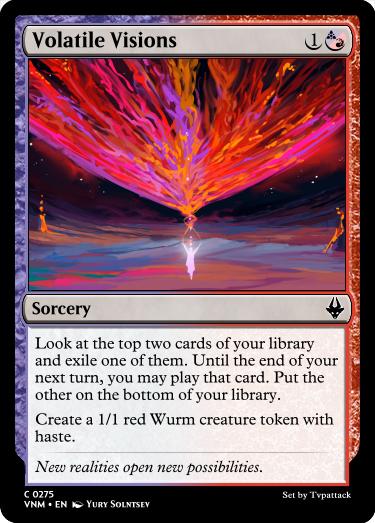 Volatile Visions 1
Sorcery
Look at the top two cards of your library
and exile one of them. Until the end of your
next turn, you may play that card. Put the
other on the bottom of your library.
Create a 1/1 red Wurm creature token with
haste.
New realities open new possibilities.
C 0275
VNM • EN Yury Solntsev
Set by Tvpattack